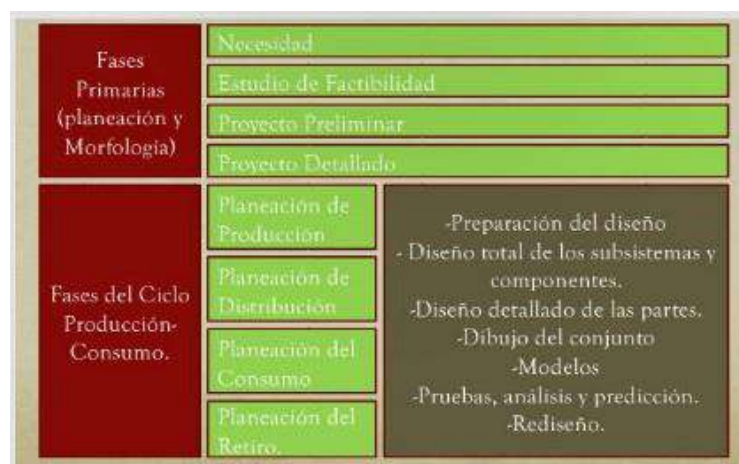 Fases
Primarias
(planeación y
Morfología)
Necesidad
Estudio de Factibilidad
Proyecto Preliminar
Proyecto Detallado
Fases del Ciclo
Producción-
Consumo.
Planeación de
Producción
Planeación de
Distribución
Planeación del
Consumo
Planeación del
Retiro.
-Preparación del diseño
- Diseño total de los subsistemas y
componentes.
-Diseño detallado de las partes.
-Dibujo del conjunto
-Modelos
-Pruebas, análisis y predicción.
-Rediseño.